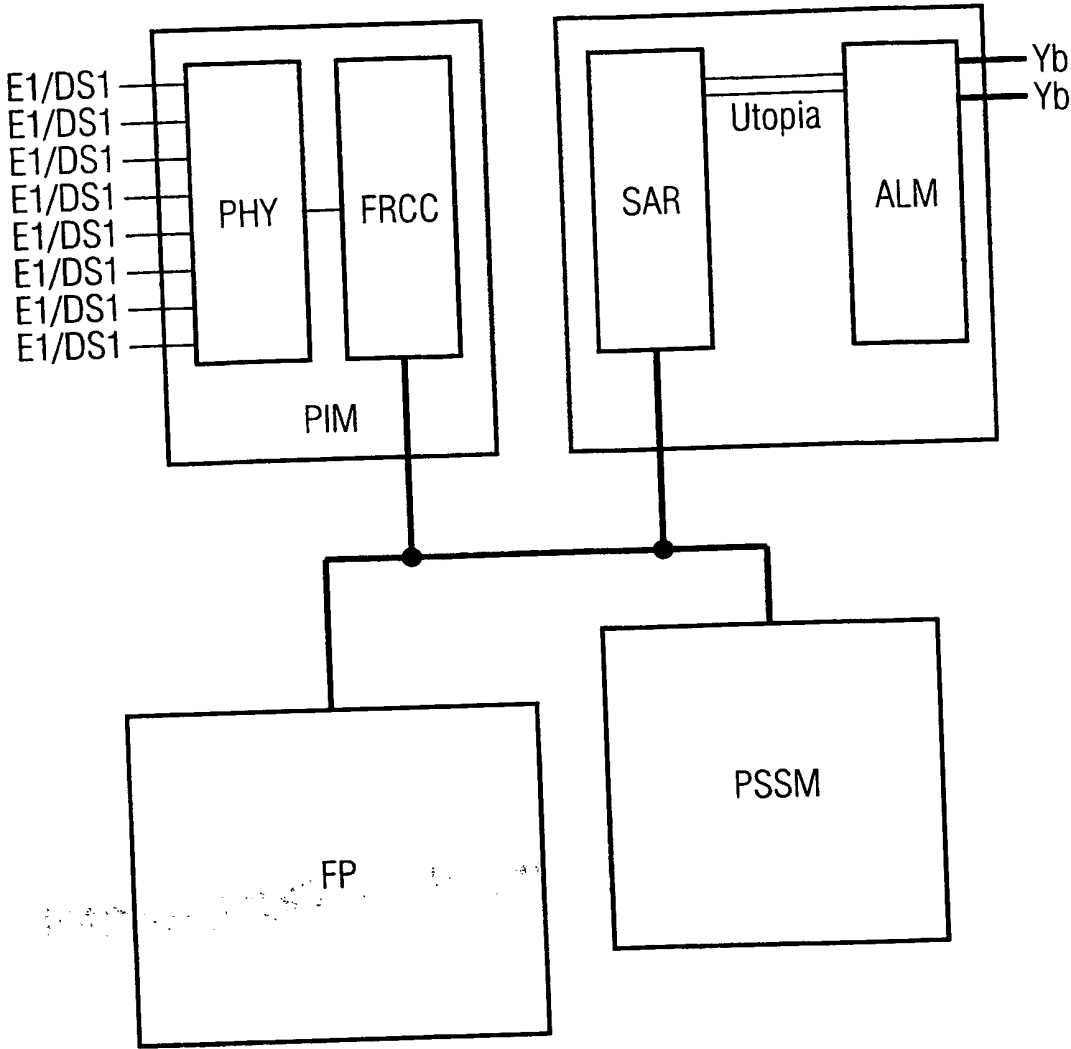 E1/DS1
E1/DS1
E1/DS1
E1/DS1
E1/DS1
E1/DS1
E1/DS1
E1/DS1
PHY
FRCC
PIM
SAR
Utopia
ALM
Yb
Yb
FP
PSSM